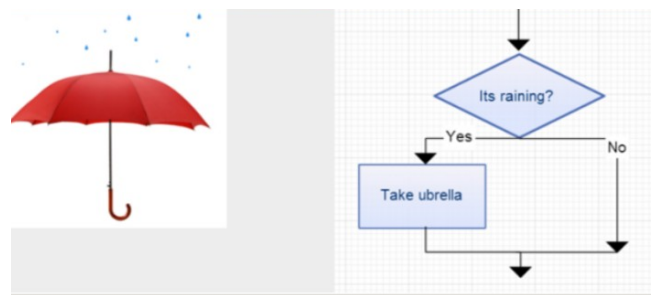 Its raining?
Yes
No
Take ubrella